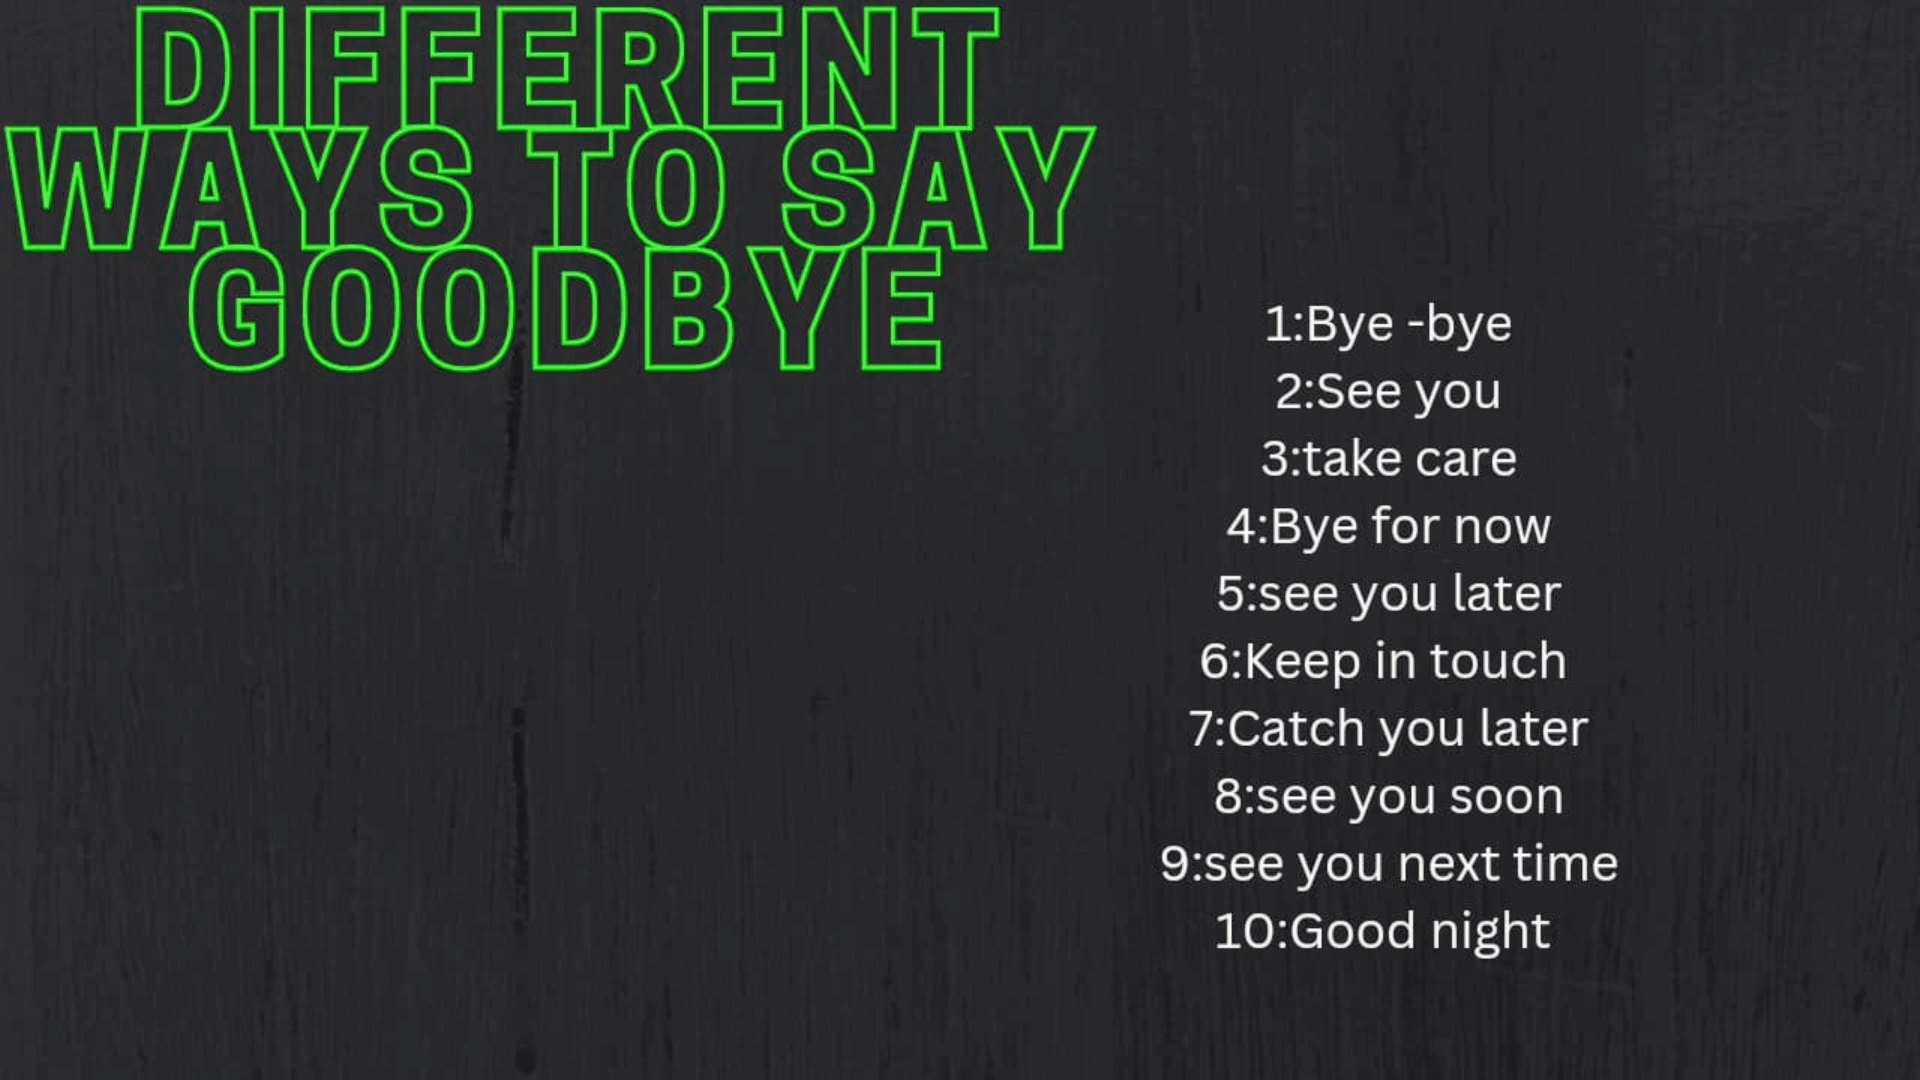 DIFFERENT
WAYS TO SAY
GOODBYE
1:Bye -bye
2:See you
3:take care
4:Bye for now
5:see you later
6:Keep in touch
7:Catch you later
8:see you soon
9:see you next time
10:Good night